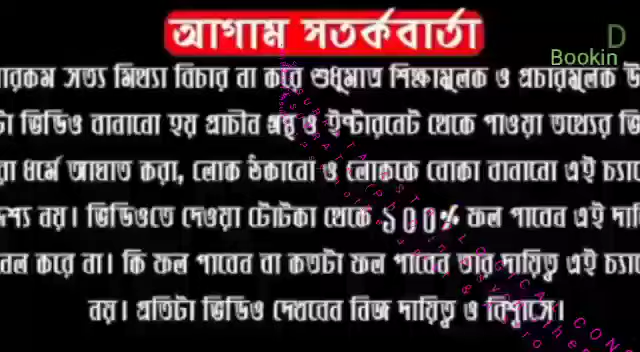 আগাম সতর্কবার্তা
D
Bookin
সত্য মিথ্যা বিচার না করে শুধুমাত্র শিক্ষামূলক ও প্রচারমূলক
ভিডিও বানানো হয় প্রাচীন গ্রন্থ ও ইন্টারনেট থেকে পাওয়া তথ্যের
ধর্মে আঘাত করা, লোক ঠকানো ও লোককে বোকা বানানো এই
নয়। ভিডিওতে দেওয়া টোটকা থেকে ১০০% ফল পাবেন এই
করে না। কি ফল পাবেন বা কতটা ফল পাবেন তার দায়িত্ব এই
নয়। প্রতিটা ভিডিও দেখবেন নিজ দায়িত্ব ও বিশ্বাসে।